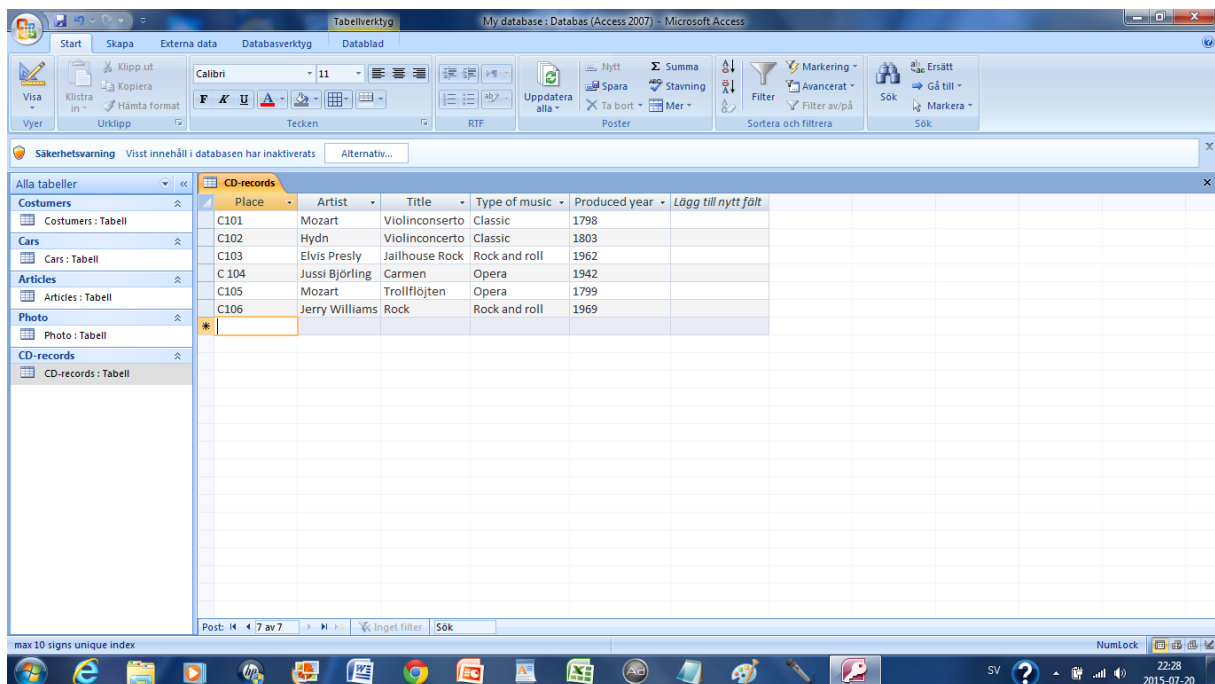 Tabellverktyg My database : Databas (Access 2007) - Microsoft Access
Start Skapa Externa data Databasverktyg Datablad
Visa
Vyer
Klistra in
Klipp ut
Kopiera
Hämta format
Urklipp
Calibri 11
F K U A
Tecken
RTF
Uppdatera alla
Nytt
Spara
Ta bort
Summa
Stavning
Mer
Poster
Filter
Markering
Avancerat
Filter av/på
Sortera och filtrera
Sök
Ersätt
Gå till
Markera
Sök
Säkerhetsvarning Visst innehåll i databasen har inaktiverats Alternativ...
Alla tabeller
Costumers
Costumers : Tabell
Cars
Cars : Tabell
Articles
Articles : Tabell
Photo
Photo : Tabell
CD-records
CD-records : Tabell
CD-records
Place Artist Title Type of music Produced year Lägg till nytt fält
C101 Mozart Violinconserto Classic 1798
C102 Hydn Violinconcerto Classic 1803
C103 Elvis Presly Jailhouse Rock Rock and roll 1962
C 104 Jussi Björling Carmen Opera 1942
C105 Mozart Trollflöjten Opera 1799
C106 Jerry Williams Rock Rock and roll 1969
Post: 7 av 7 Inget filter Sök
max 10 signs unique index NumLock
SV 22:28
2015-07-20